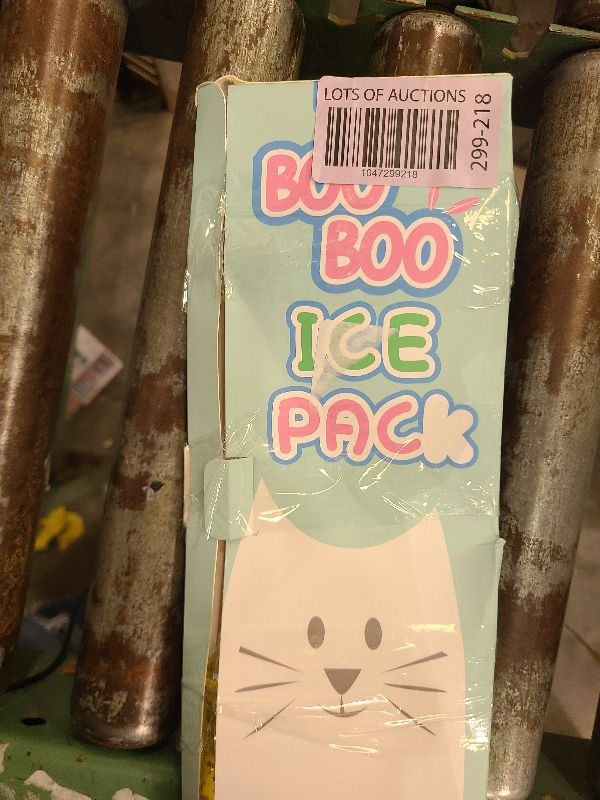 LOTS OF AUCTIONS
299-218
1047299218
BOO
BOO
ICE
PACK